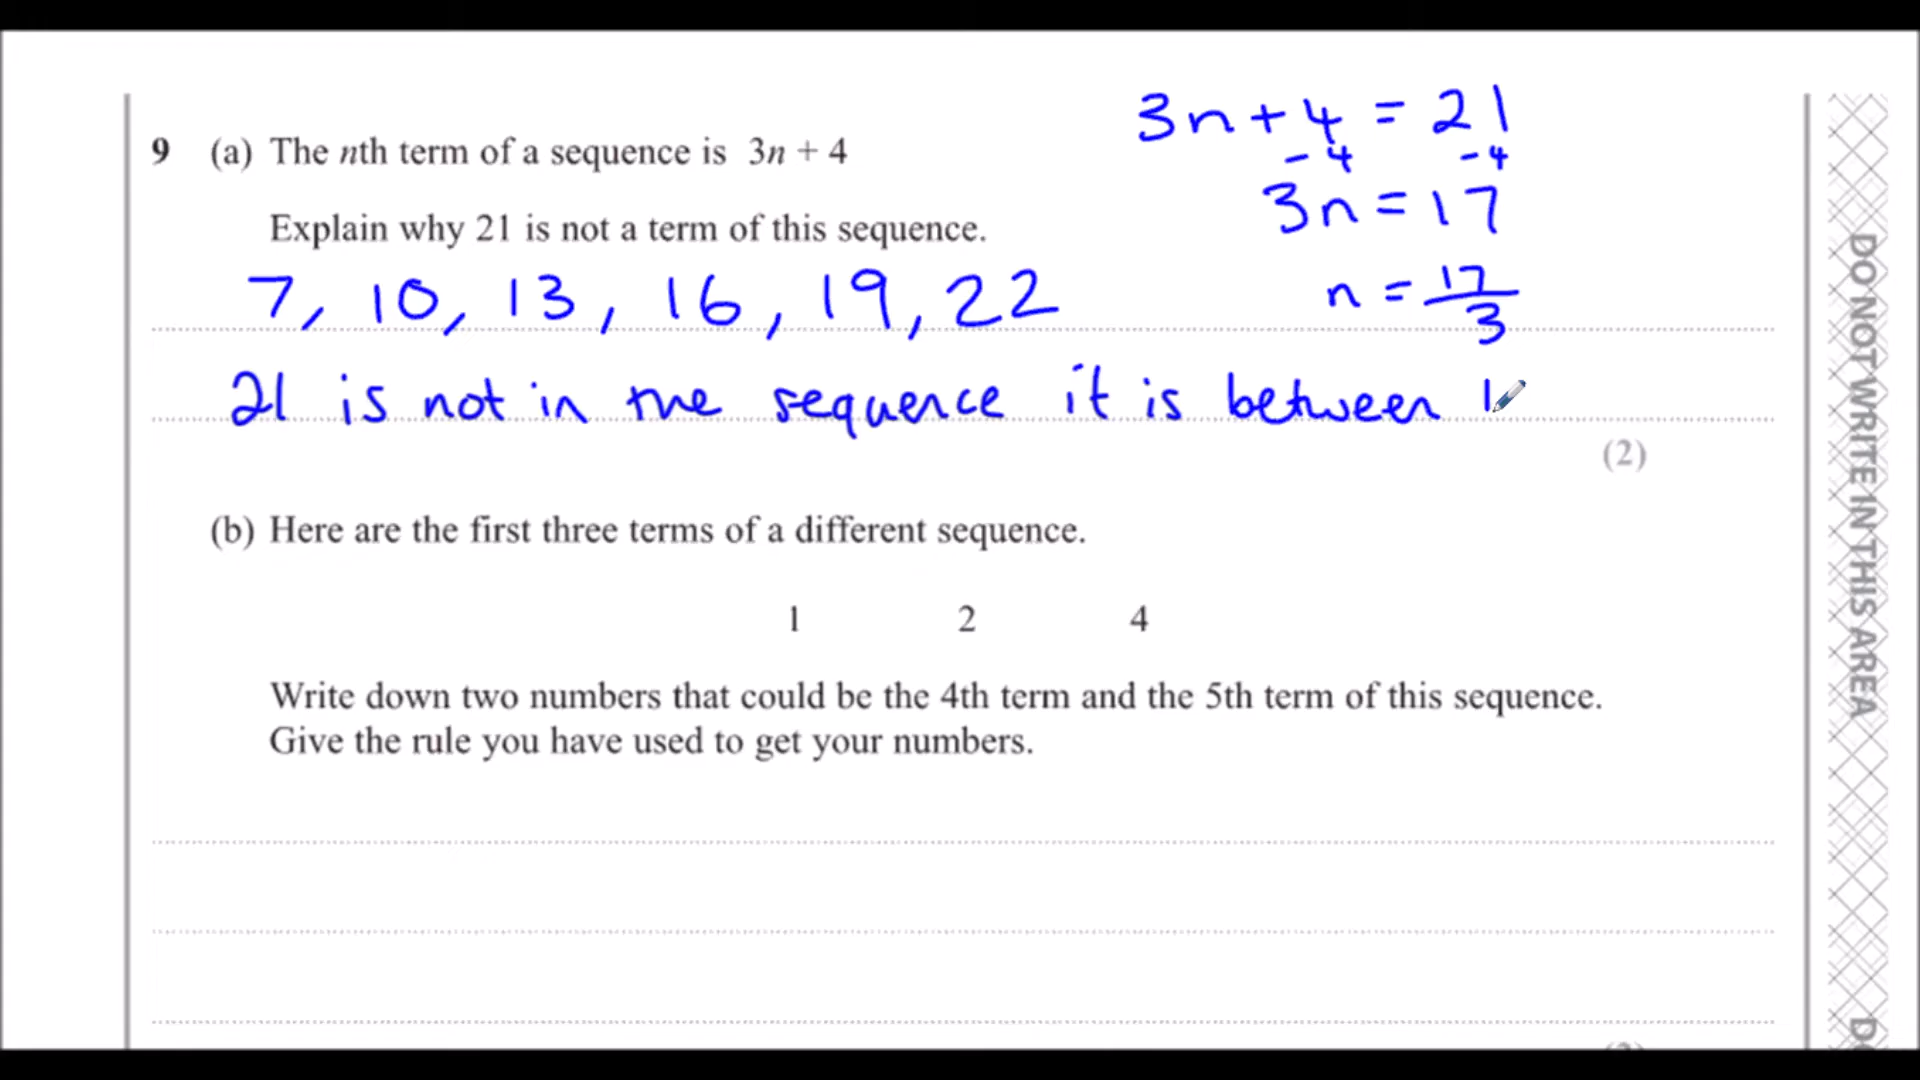 9 (a) The nth term of a sequence is 3n + 4
3n + 4 = 21
- 4 - 4
3n = 17
n = 17/3
Explain why 21 is not a term of this sequence.
7, 10, 13, 16, 19, 22
21 is not in the sequence it is between 1
(2)
(b) Here are the first three terms of a different sequence.
1 2 4
Write down two numbers that could be the 4th term and the 5th term of this sequence.
Give the rule you have used to get your numbers.
DO NOT WRITE IN THIS AREA